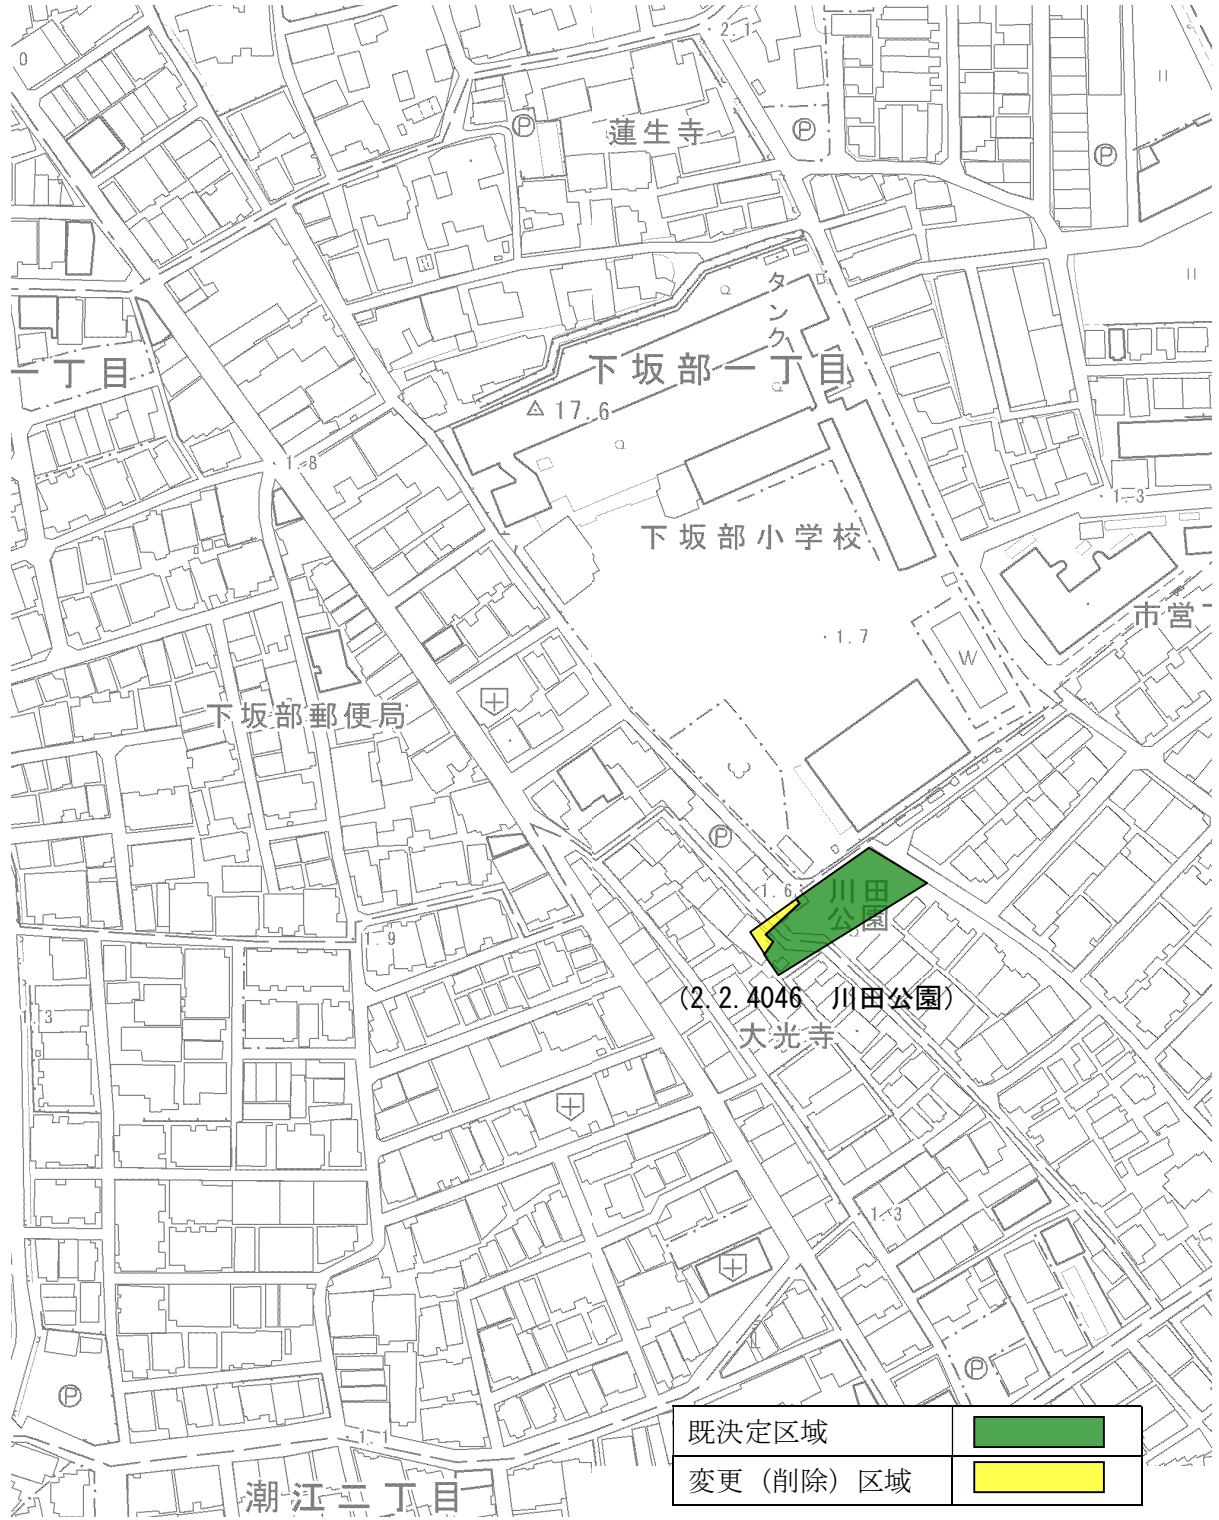 2.1
0
Ⓟ
蓮生寺
Ⓟ
Ⓟ
タンク
一丁目
下坂部一丁目
17.6
1.8
1.3
下坂部小学校
市営下
1.7
W
下坂部郵便局
Ⓟ
1.6
川田
公園
1.9
(2.2.4046 川田公園)
1.3
大光寺
1.3
Ⓟ
Ⓟ
既決定区域
1.1
変更(削除)区域
潮江二丁目